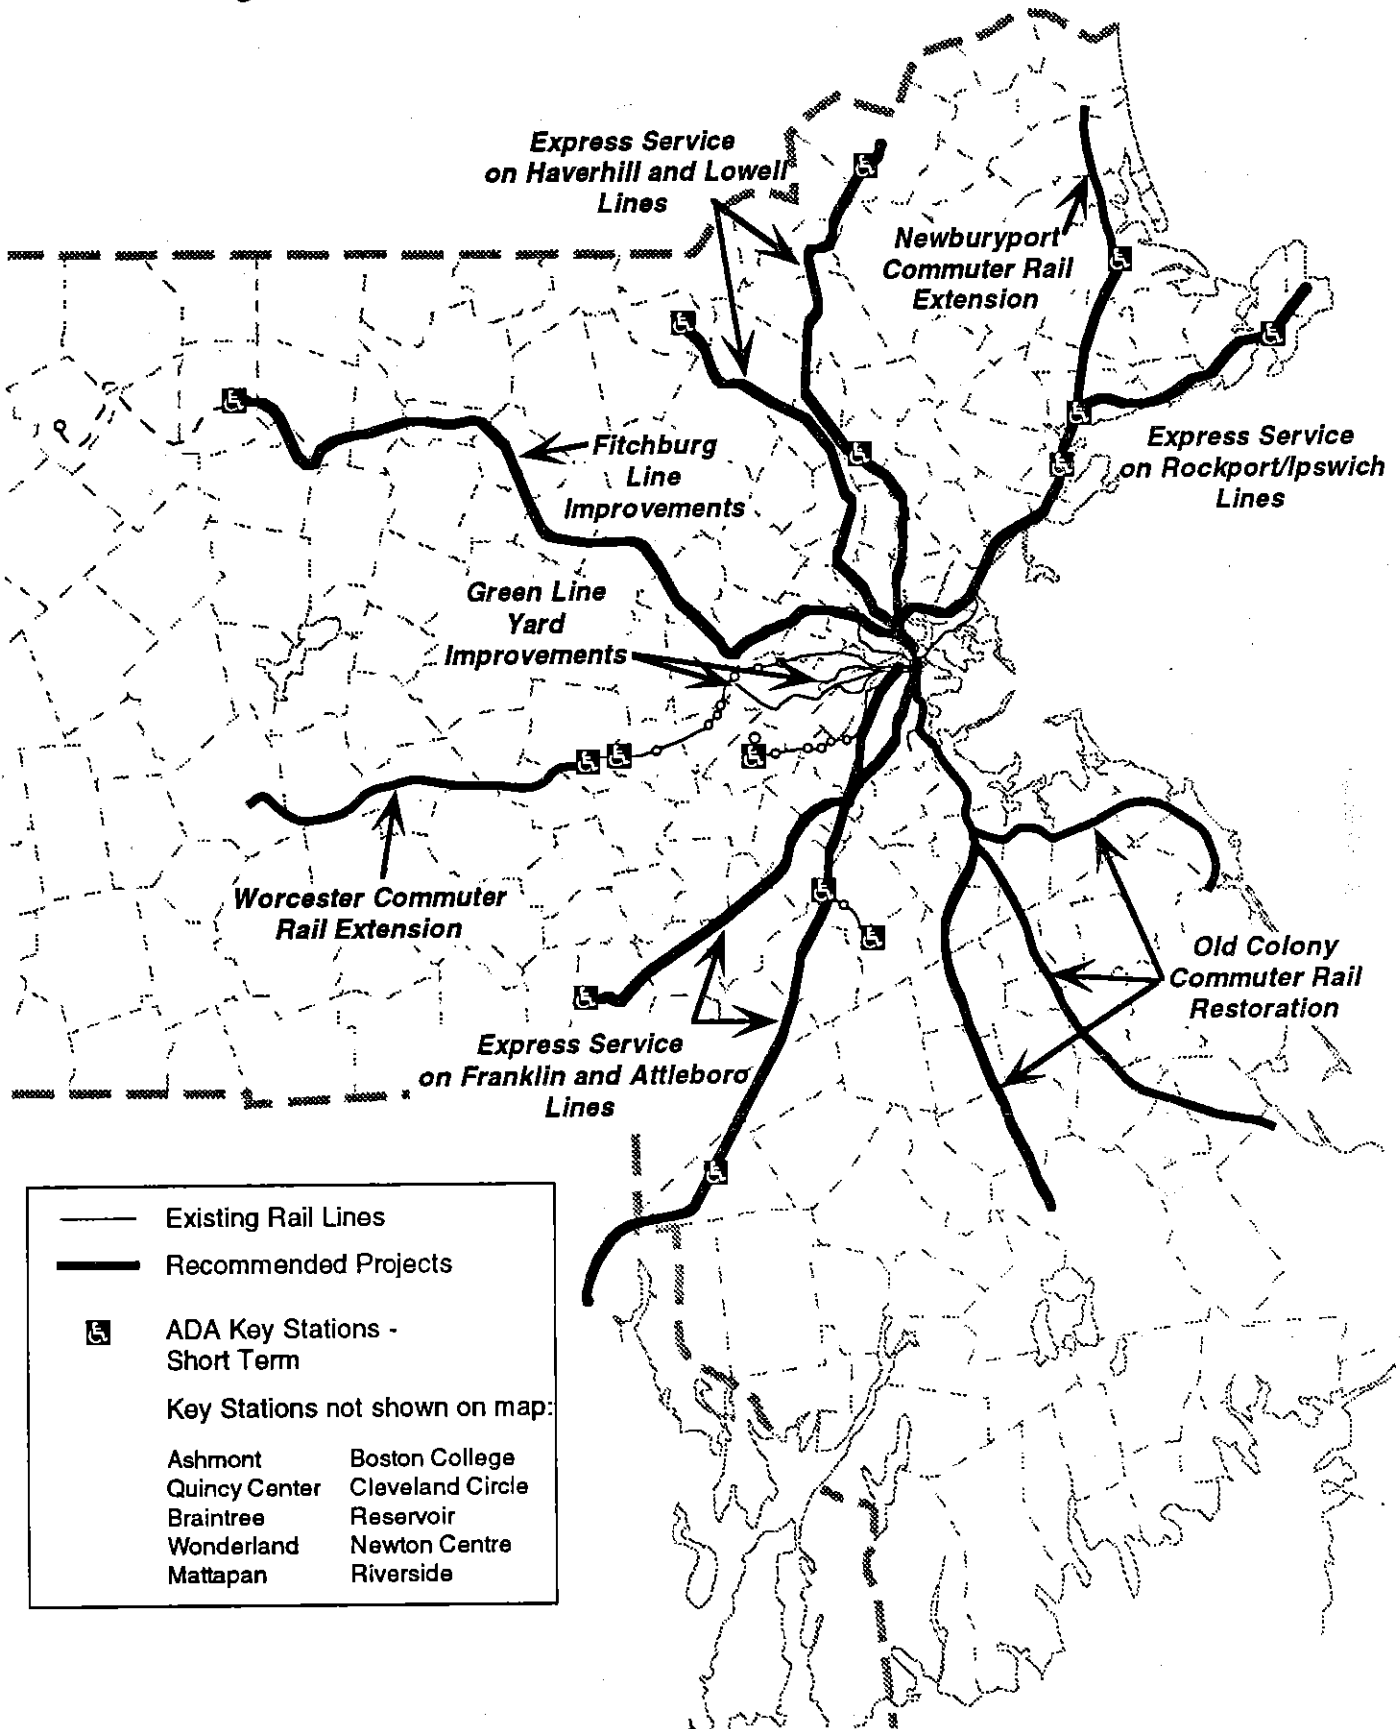 Express Service
on Haverhill and Lowell
Lines
Newburyport
Commuter Rail
Extension
Fitchburg
Line
Improvements
Express Service
on Rockport/Ipswich
Lines
Green Line
Yard
Improvements
Worcester Commuter
Rail Extension
Old Colony
Commuter Rail
Restoration
Express Service
on Franklin and Attleboro
Lines
Existing Rail Lines
Recommended Projects
ADA Key Stations -
Short Term
Key Stations not shown on map:
Ashmont Boston College
Quincy Center Cleveland Circle
Braintree Reservoir
Wonderland Newton Centre
Mattapan Riverside